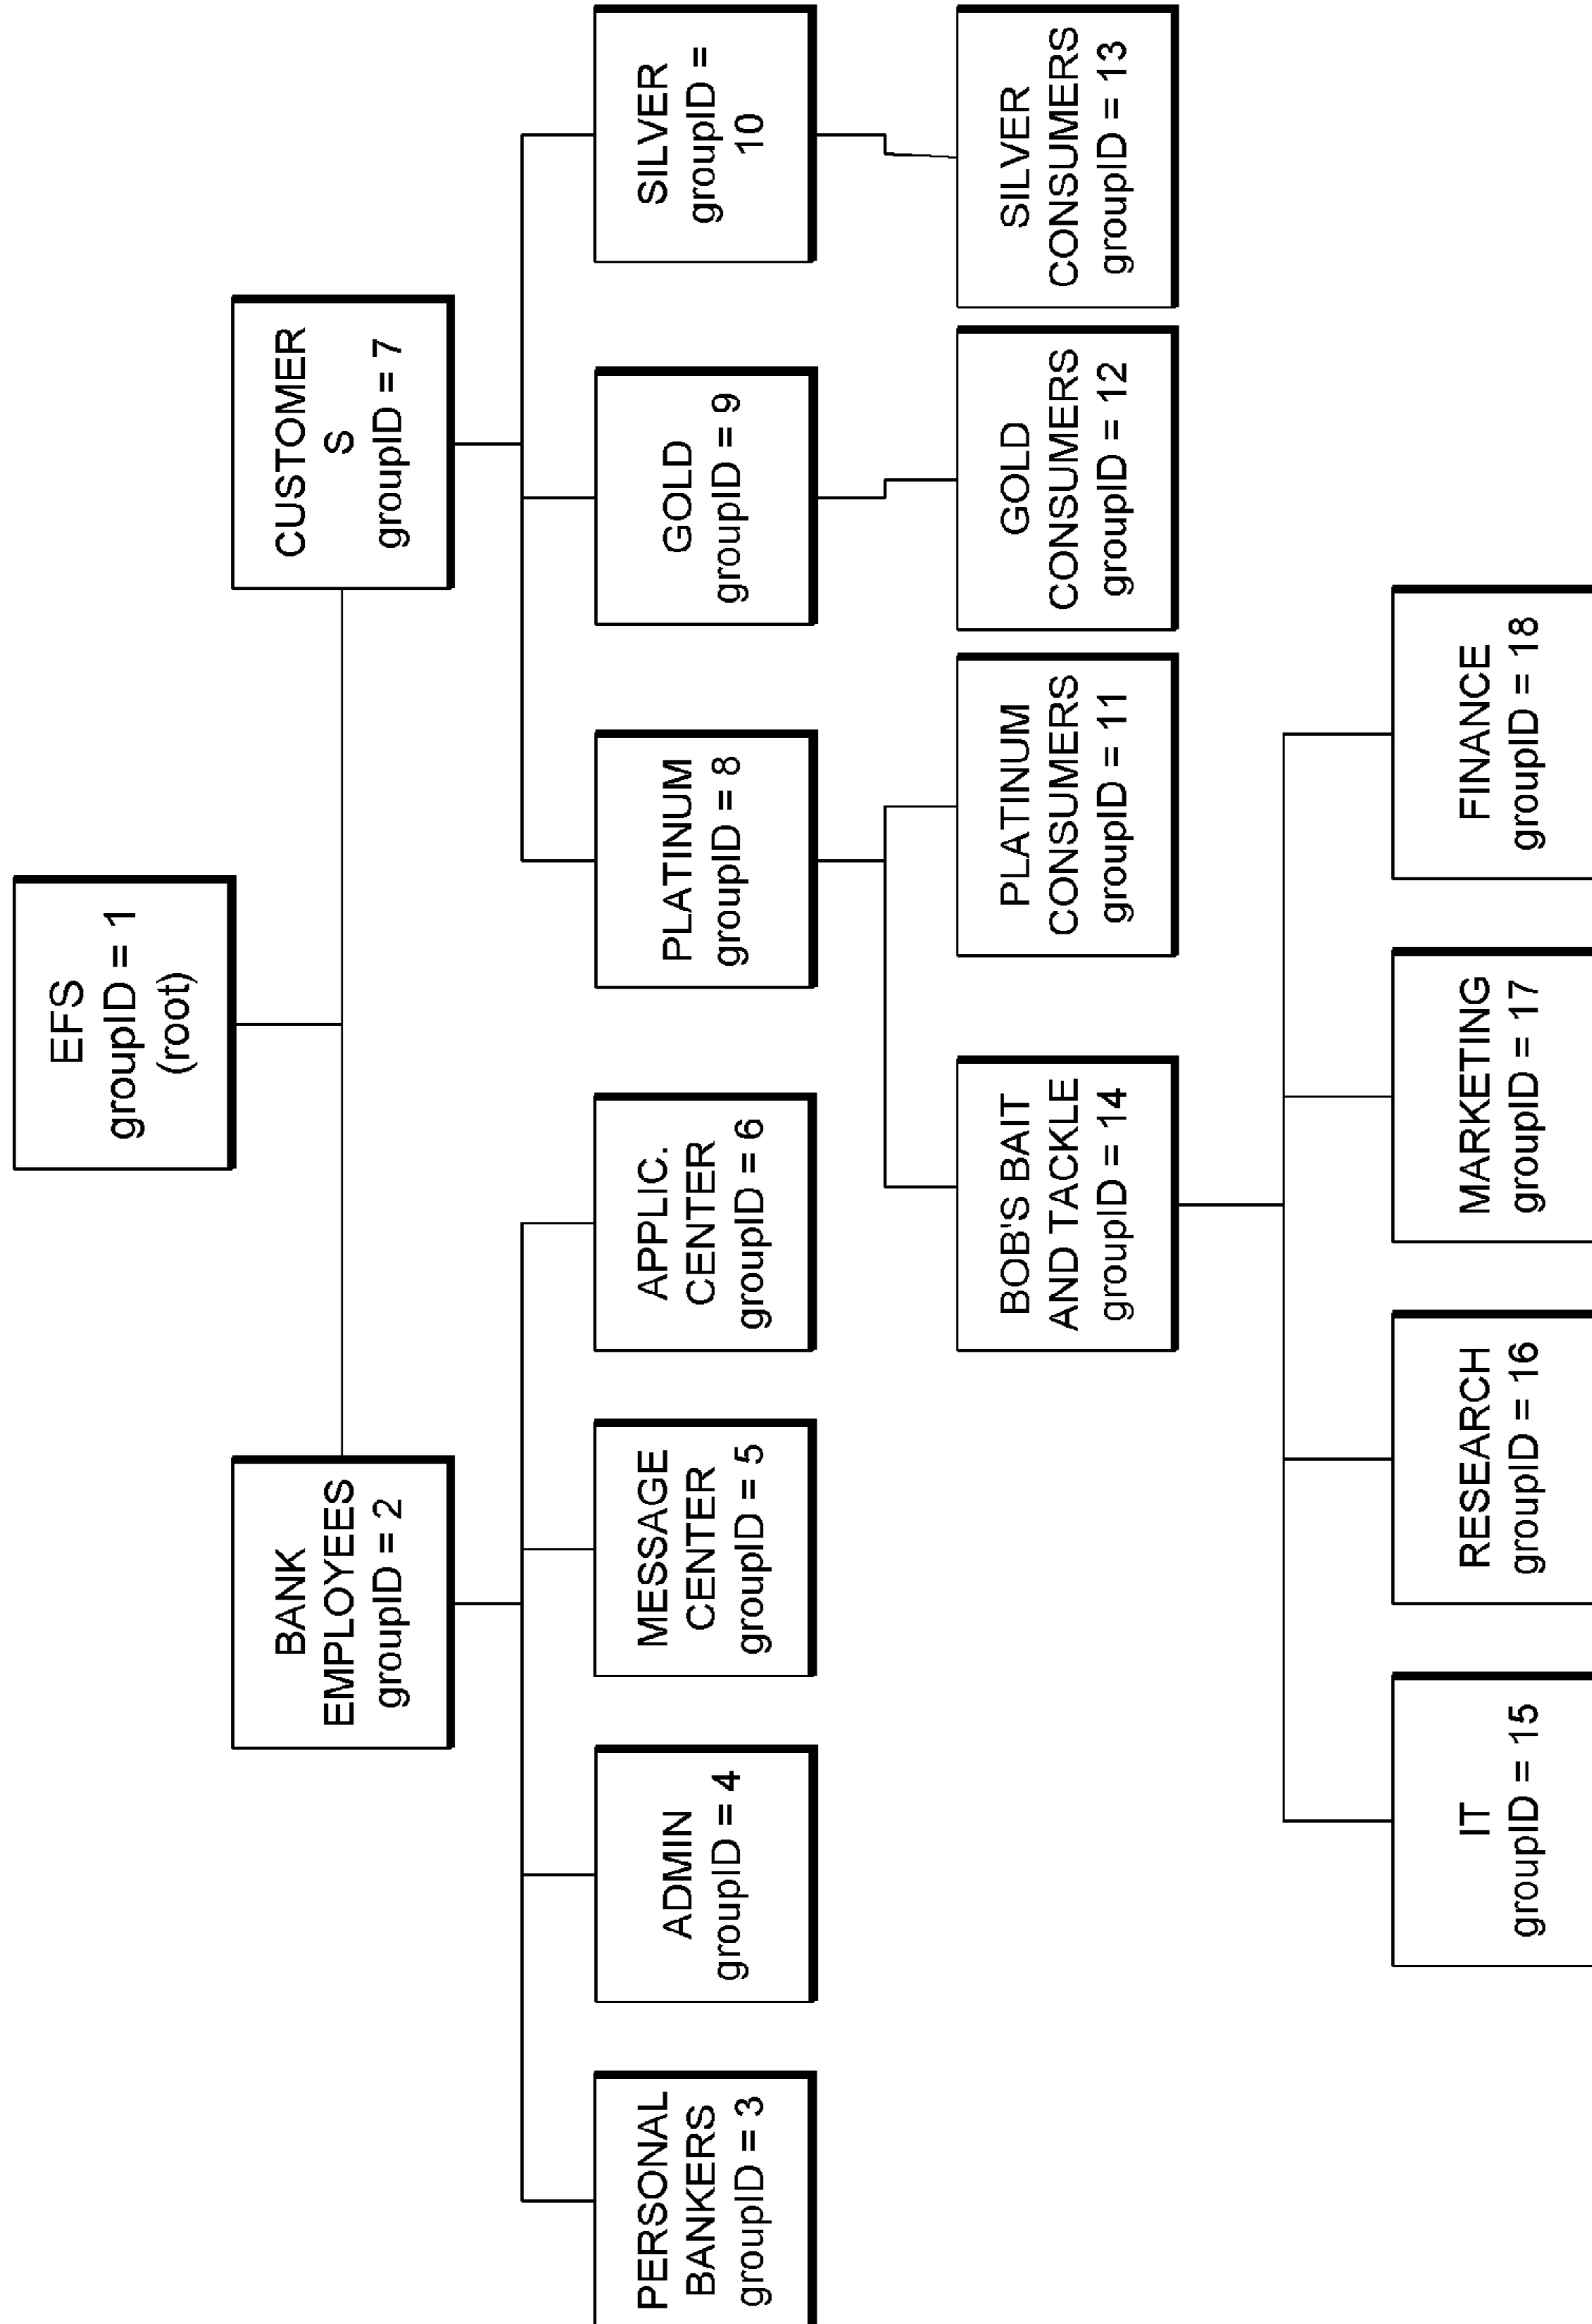 EFS
groupID = 1
(root)
BANK
EMPLOYEES
groupID = 2
CUSTOMER
S
groupID = 7
PERSONAL
BANKERS
groupID = 3
ADMIN
groupID = 4
MESSAGE
CENTER
groupID = 5
APPLIC.
CENTER
groupID = 6
PLATINUM
groupID = 8
GOLD
groupID = 9
SILVER
groupID =
10
BOB'S BAIT
AND TACKLE
groupID = 14
PLATINUM
CONSUMERS
groupID = 11
GOLD
CONSUMERS
groupID = 12
SILVER
CONSUMERS
groupID = 13
IT
groupID = 15
RESEARCH
groupID = 16
MARKETING
groupID = 17
FINANCE
groupID = 18